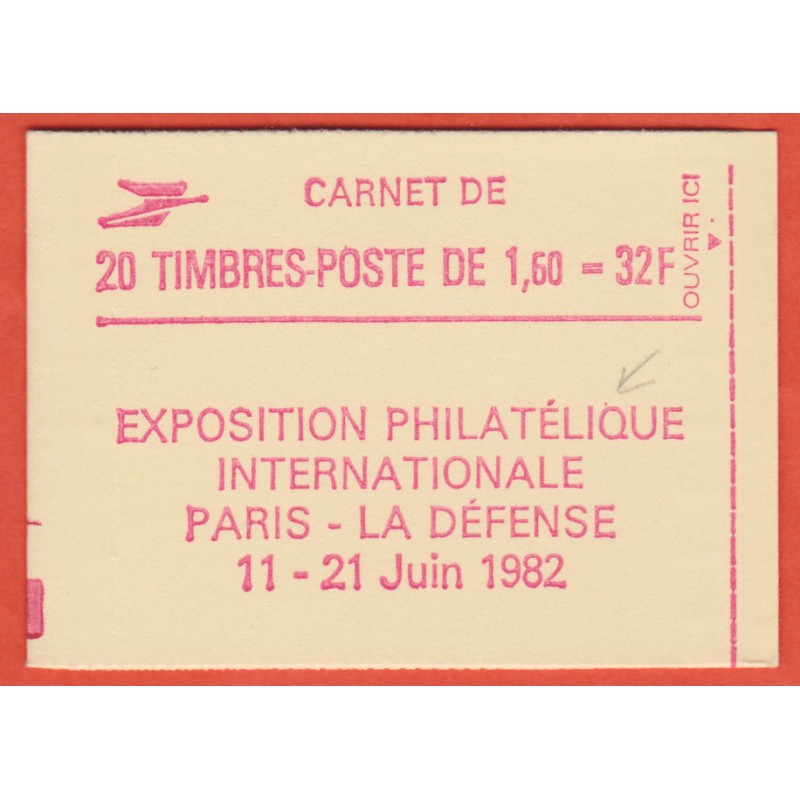 CARNET DE
20 TIMBRES-POSTE DE 1,60 = 32F
OUVRIR ICI
EXPOSITION PHILATÉLIQUE
INTERNATIONALE
PARIS - LA DÉFENSE
11 - 21 Juin 1982